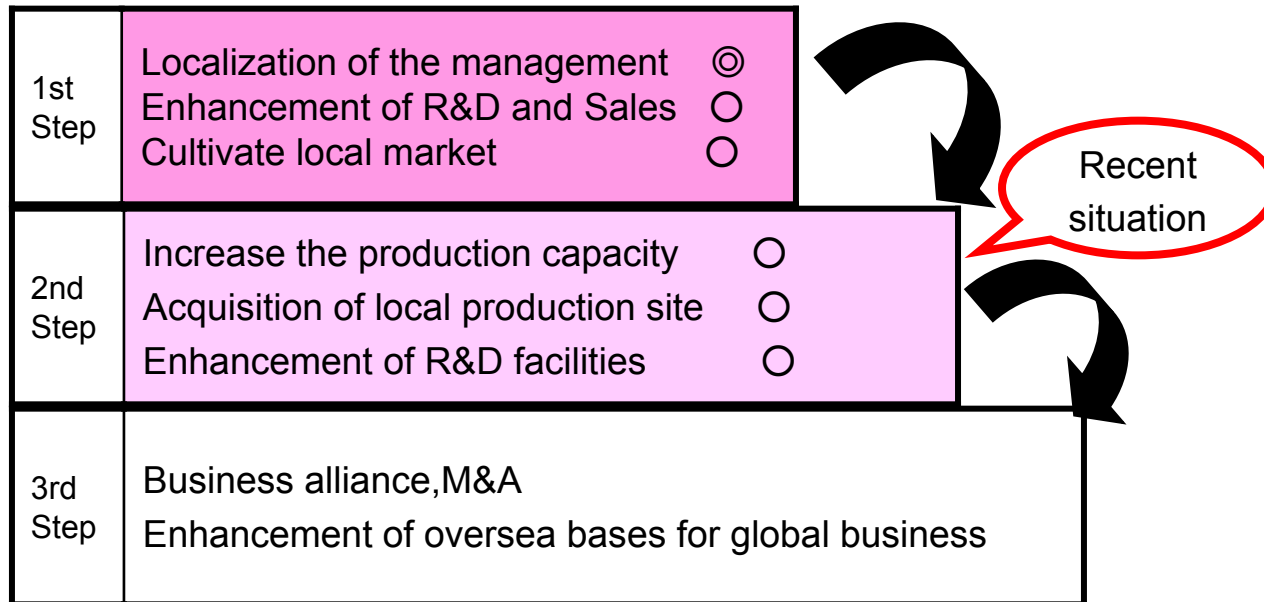 1st
Step
Localization of the management ◎
Enhancement of R&D and Sales ○
Cultivate local market ○
Recent
situation
2nd
Step
Increase the production capacity ○
Acquisition of local production site ○
Enhancement of R&D facilities ○
3rd
Step
Business alliance,M&A
Enhancement of oversea bases for global business